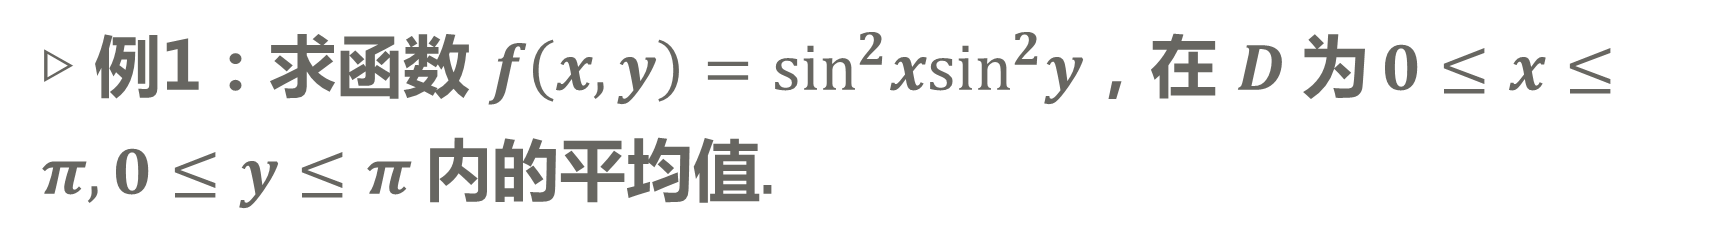 ▷ 例1：求函数 f(x, y) = sin²xsin²y，在 D 为 0 ≤ x ≤
π, 0 ≤ y ≤ π 内的平均值.